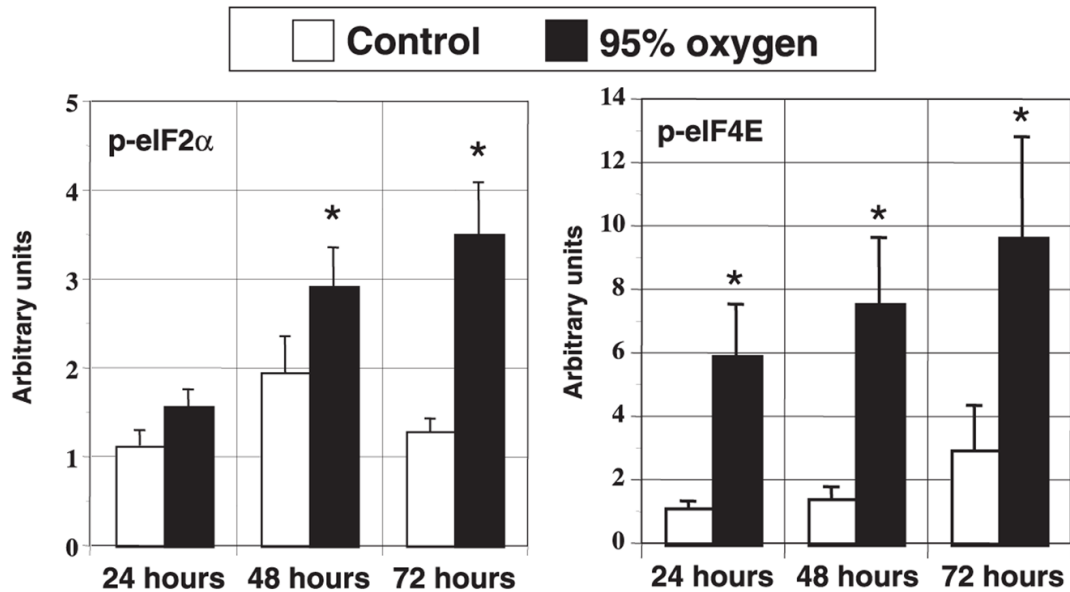 Control 95% oxygen
p-eIF2α
Arbitrary units
5
4
3
2
1
0
*
*
24 hours 48 hours 72 hours
p-eIF4E
Arbitrary units
14
12
10
8
6
4
2
0
*
*
*
24 hours 48 hours 72 hours